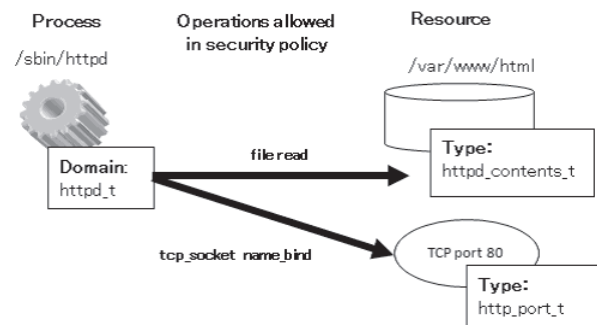 Process
Operations allowed
in security policy
Resource
/sbin/httpd
/var/www/html
Domain:
httpd_t
file read
Type:
httpd_contents_t
tcp_socket name_bind
TCP port 80
Type:
http_port_t